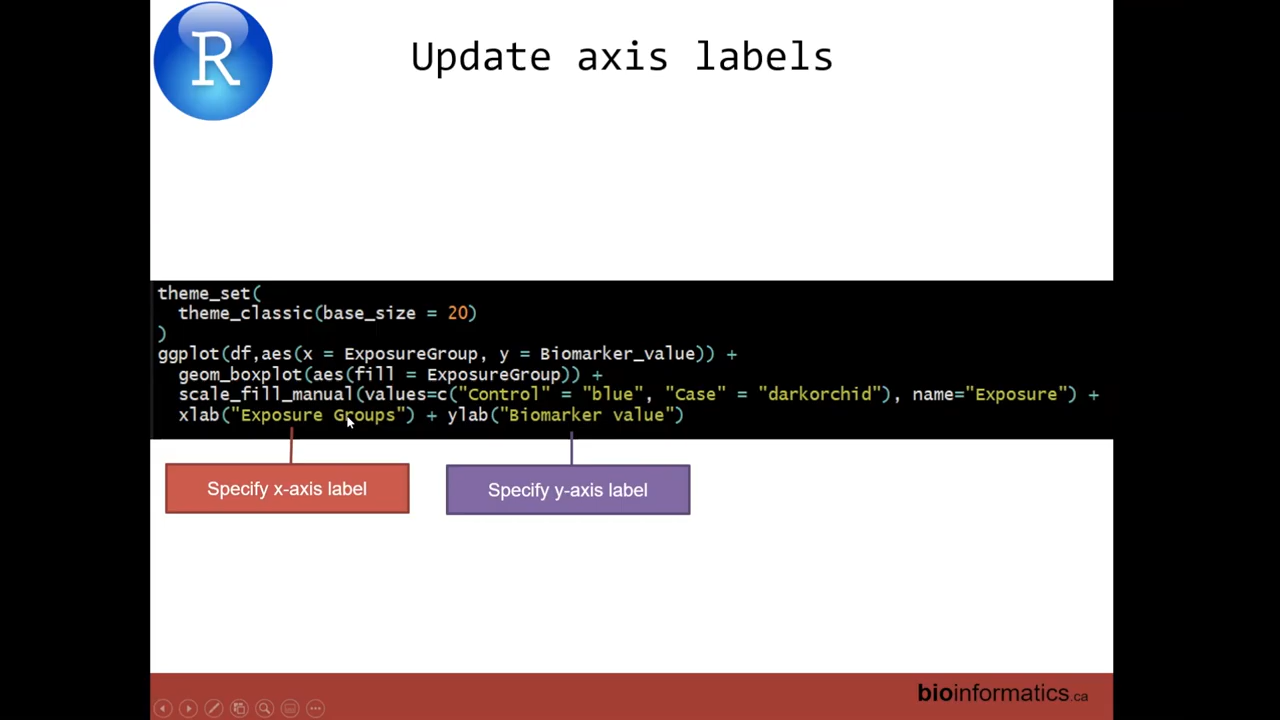 R
Update axis labels
theme_set(
  theme_classic(base_size = 20)
)
ggplot(df,aes(x = ExposureGroup, y = Biomarker_value)) +
  geom_boxplot(aes(fill = ExposureGroup)) +
  scale_fill_manual(values=c("Control" = "blue", "Case" = "darkorchid"), name="Exposure") +
  xlab("Exposure Groups") + ylab("Biomarker value")
Specify x-axis label
Specify y-axis label
bioinformatics.ca